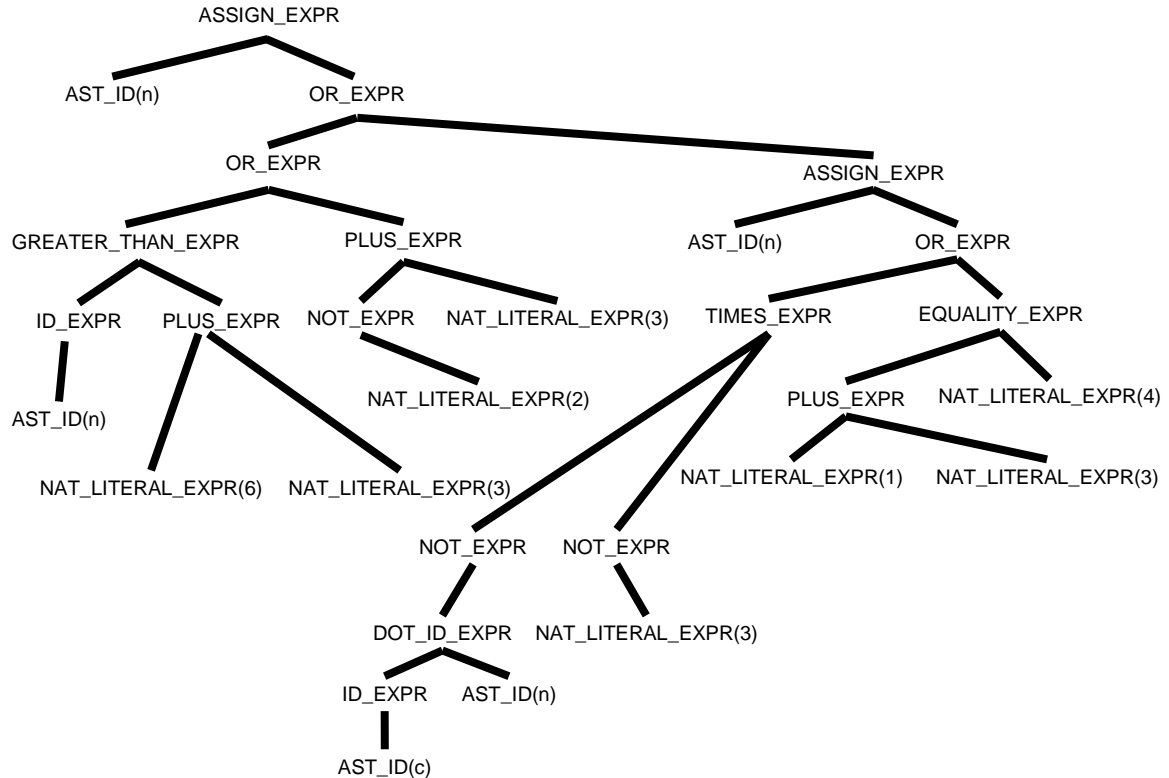 ASSIGN_EXPR
AST_ID(n) OR_EXPR
OR_EXPR ASSIGN_EXPR
GREATER_THAN_EXPR PLUS_EXPR AST_ID(n) OR_EXPR
ID_EXPR PLUS_EXPR NOT_EXPR NAT_LITERAL_EXPR(3) TIMES_EXPR EQUALITY_EXPR
AST_ID(n) NAT_LITERAL_EXPR(2) PLUS_EXPR NAT_LITERAL_EXPR(4)
NAT_LITERAL_EXPR(6) NAT_LITERAL_EXPR(3) NAT_LITERAL_EXPR(1) NAT_LITERAL_EXPR(3)
NOT_EXPR NOT_EXPR
DOT_ID_EXPR NAT_LITERAL_EXPR(3)
ID_EXPR AST_ID(n)
AST_ID(c)